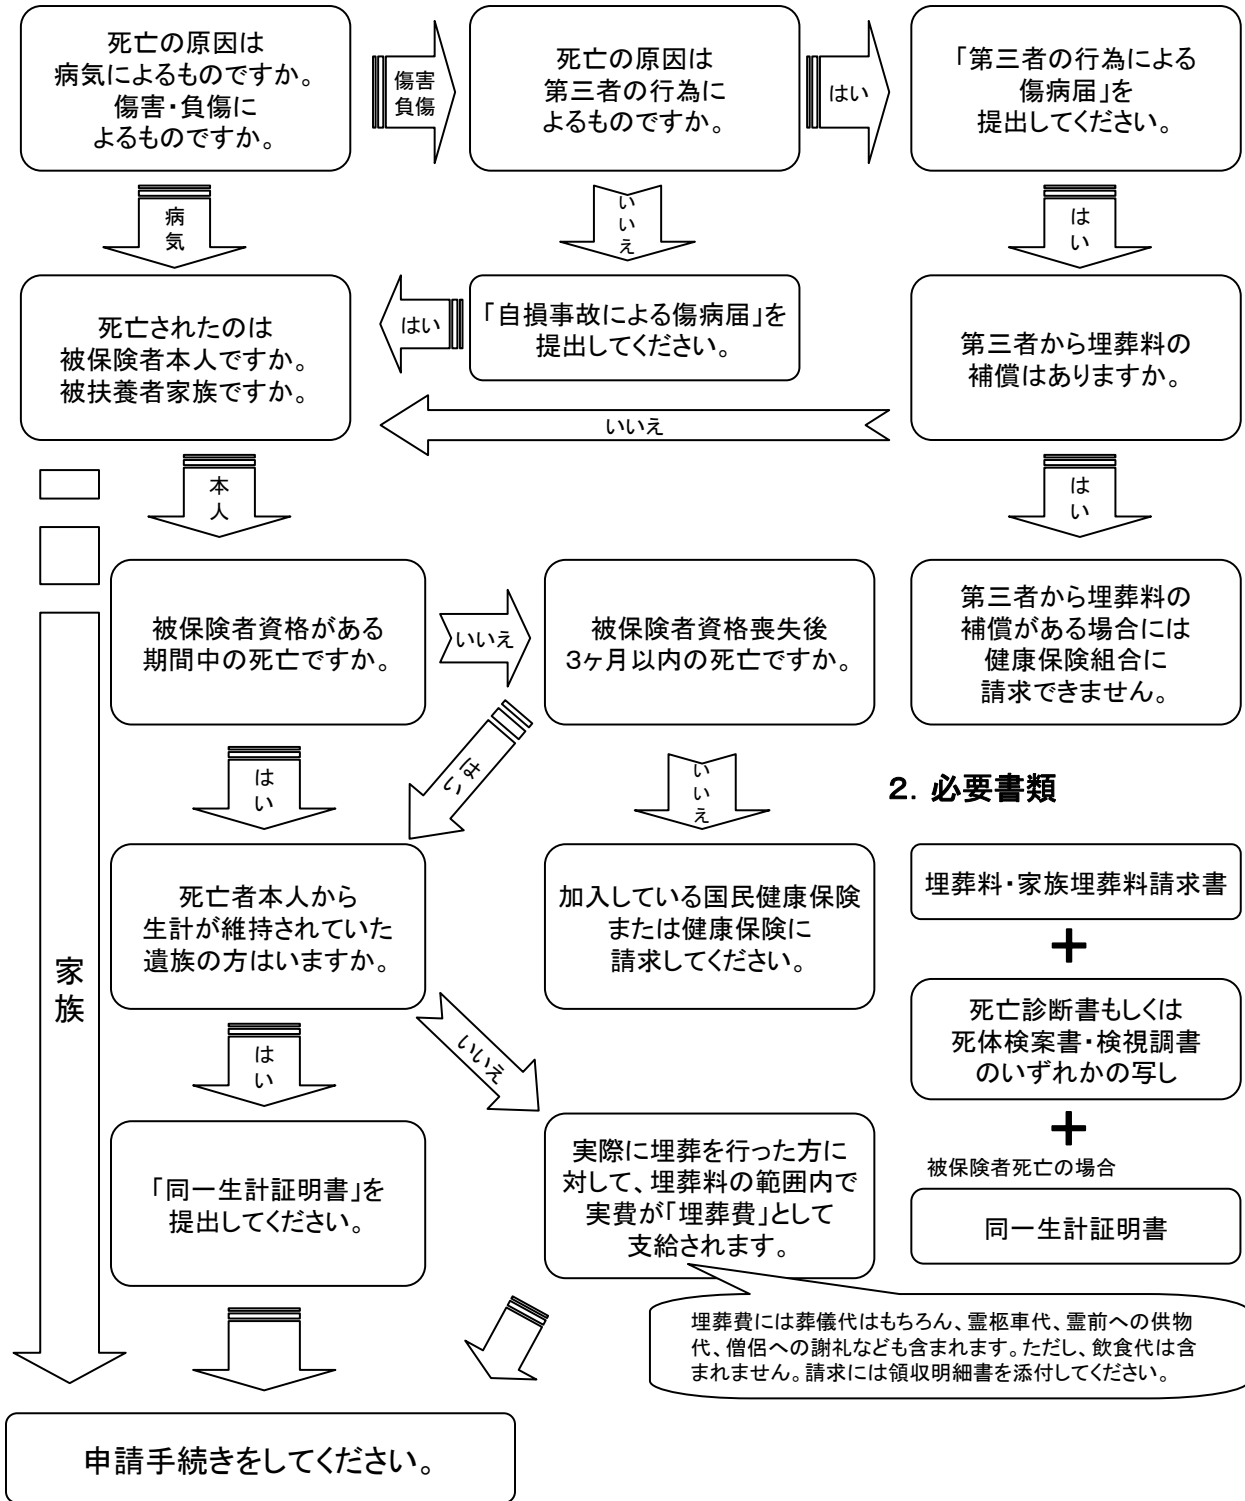 死亡の原因は
病気によるものですか。
傷害・負傷に
よるものですか。
傷害
負傷
死亡の原因は
第三者の行為に
よるものですか。
はい
「第三者の行為による
傷病届」を
提出してください。
病気
いいえ
はい
死亡されたのは
被保険者本人ですか。
被扶養者家族ですか。
はい
「自損事故による傷病届」を
提出してください。
第三者から埋葬料の
補償はありますか。
いいえ
本人
はい
被保険者資格がある
期間中の死亡ですか。
いいえ
被保険者資格喪失後
3ヶ月以内の死亡ですか。
第三者から埋葬料の
補償がある場合には
健康保険組合に
請求できません。
はい
はい
いいえ
2. 必要書類
死亡者本人から
生計が維持されていた
遺族の方はいますか。
加入している国民健康保険
または健康保険に
請求してください。
埋葬料・家族埋葬料請求書
+
家族
死亡診断書もしくは
死体検案書・検視調書
のいずれかの写し
はい
いいえ
+
被保険者死亡の場合
「同一生計証明書」を
提出してください。
実際に埋葬を行った方に
対して、埋葬料の範囲内で
実費が「埋葬費」として
支給されます。
同一生計証明書
埋葬費には葬儀代はもちろん、霊柩車代、霊前への供物
代、僧侶への謝礼なども含まれます。ただし、飲食代は含
まれません。請求には領収明細書を添付してください。
申請手続きをしてください。